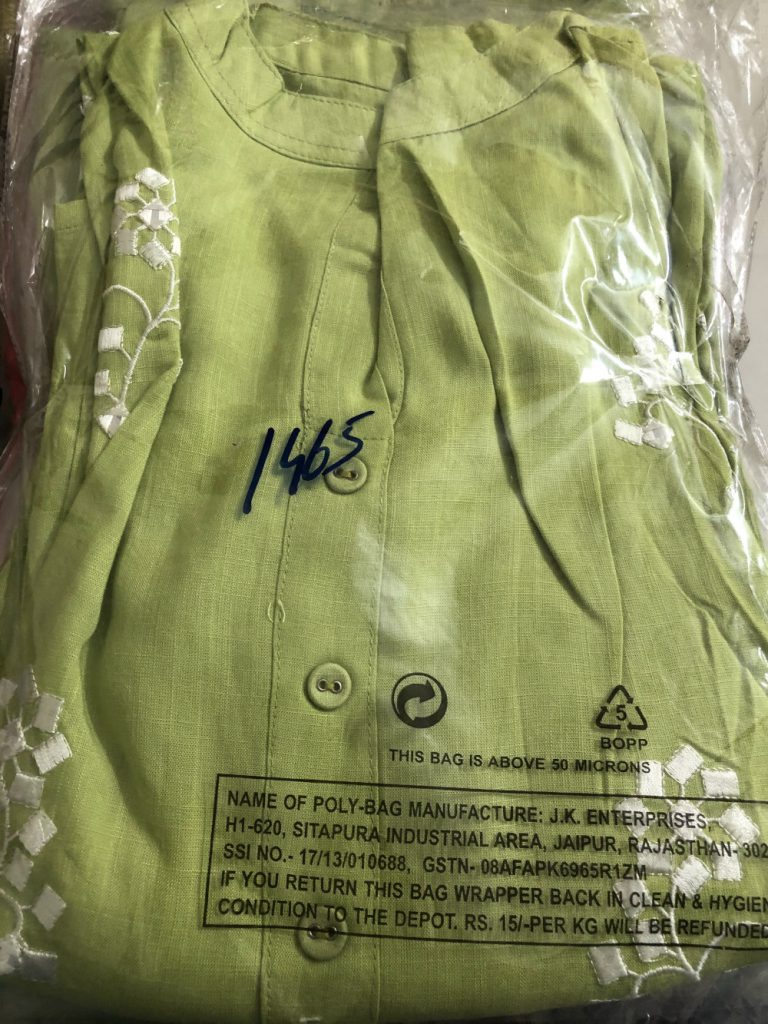 1465
5
BOPP
THIS BAG IS ABOVE 50 MICRONS
NAME OF POLY-BAG MANUFACTURE: J.K. ENTERPRISES,
H1-620, SITAPURA INDUSTRIAL AREA, JAIPUR, RAJASTHAN- 302
SSI NO.- 17/13/010688, GSTN- 08AFAPK6965R1ZM
IF YOU RETURN THIS BAG WRAPPER BACK IN CLEAN & HYGIEN
CONDITION TO THE DEPOT. RS. 15/-PER KG WILL BE REFUNDED